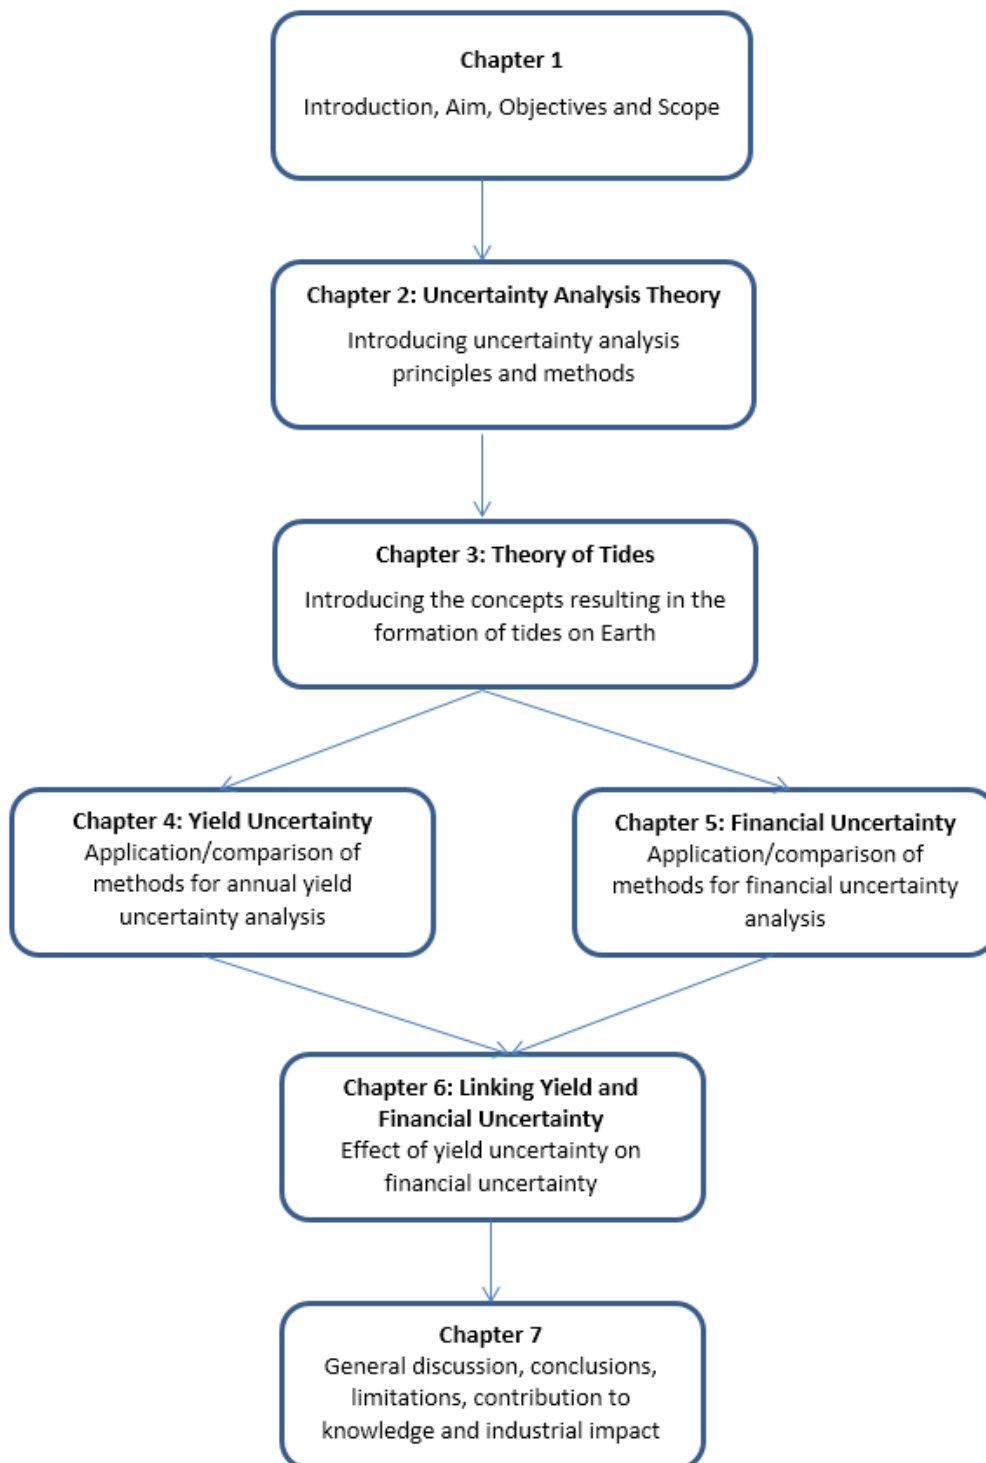 Chapter 1
Introduction, Aim, Objectives and Scope
Chapter 2: Uncertainty Analysis Theory
Introducing uncertainty analysis
principles and methods
Chapter 3: Theory of Tides
Introducing the concepts resulting in the
formation of tides on Earth
Chapter 4: Yield Uncertainty
Application/comparison of
methods for annual yield
uncertainty analysis
Chapter 5: Financial Uncertainty
Application/comparison of
methods for financial uncertainty
analysis
Chapter 6: Linking Yield and
Financial Uncertainty
Effect of yield uncertainty on
financial uncertainty
Chapter 7
General discussion, conclusions,
limitations, contribution to
knowledge and industrial impact